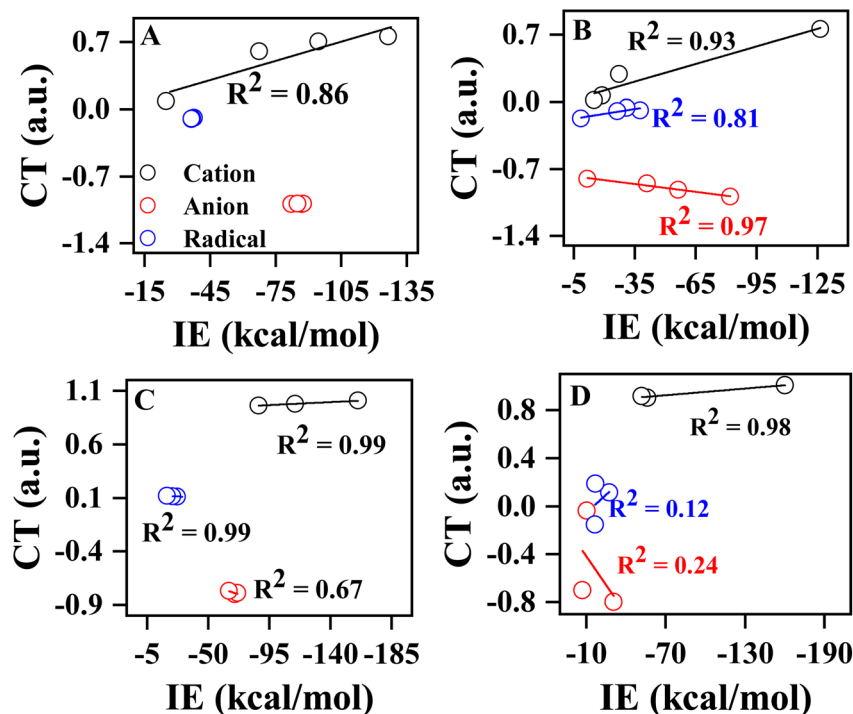 A
0.7
0.0
-0.7
-1.4
CT (a.u.)
R² = 0.86
Cation
Anion
Radical
-15 -45 -75 -105 -135
IE (kcal/mol)
B
0.7
0.0
-0.7
-1.4
CT (a.u.)
R² = 0.93
R² = 0.81
R² = 0.97
-5 -35 -65 -95 -125
IE (kcal/mol)
C
1.1
0.6
0.1
-0.4
-0.9
CT (a.u.)
R² = 0.99
R² = 0.99
R² = 0.67
-5 -50 -95 -140 -185
IE (kcal/mol)
D
0.8
0.4
0.0
-0.4
-0.8
CT (a.u.)
R² = 0.98
R² = 0.12
R² = 0.24
-10 -70 -130 -190
IE (kcal/mol)